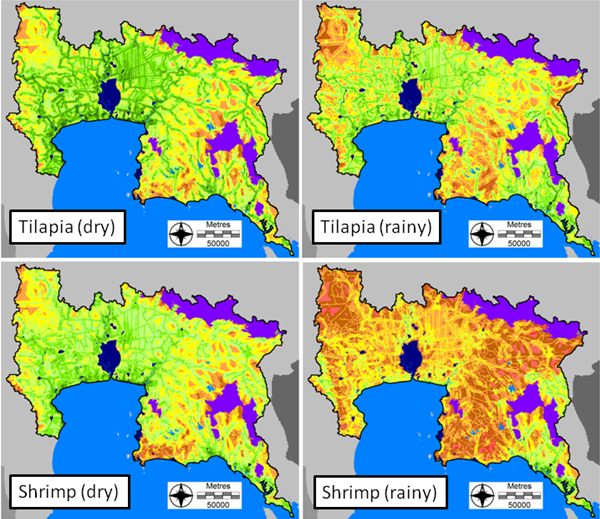 Tilapia (dry)
Metres
50000
Tilapia (rainy)
Metres
50000
Shrimp (dry)
Metres
50000
Shrimp (rainy)
Metres
50000